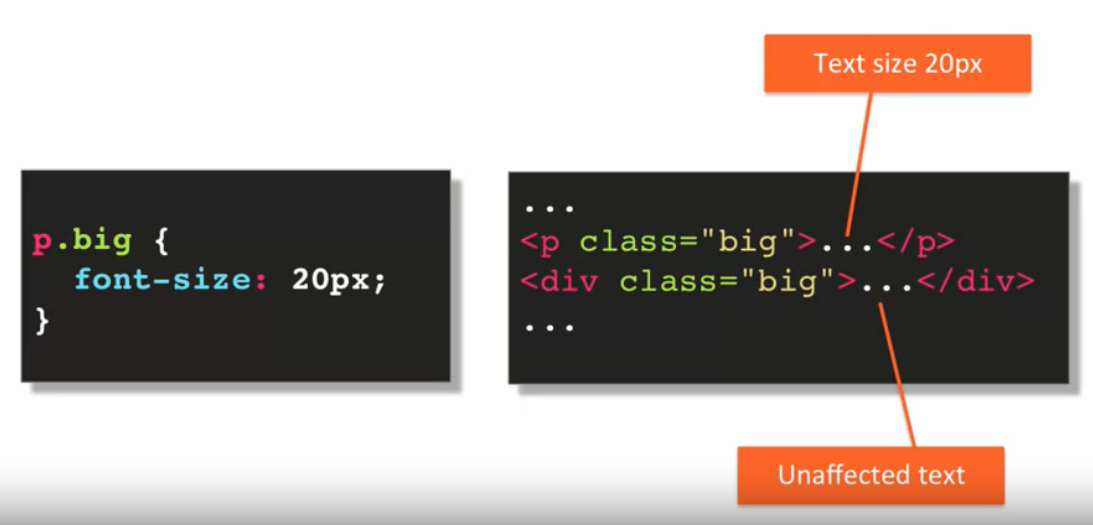 Text size 20px
p.big {
  font-size: 20px;
}
...
<p class="big">...</p>
<div class="big">...</div>
...
Unaffected text